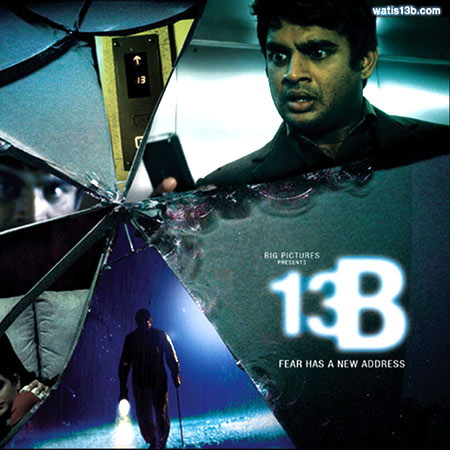 watis13b.com
↑
13
BIG PICTURES
PRESENTS
13B
FEAR HAS A NEW ADDRESS